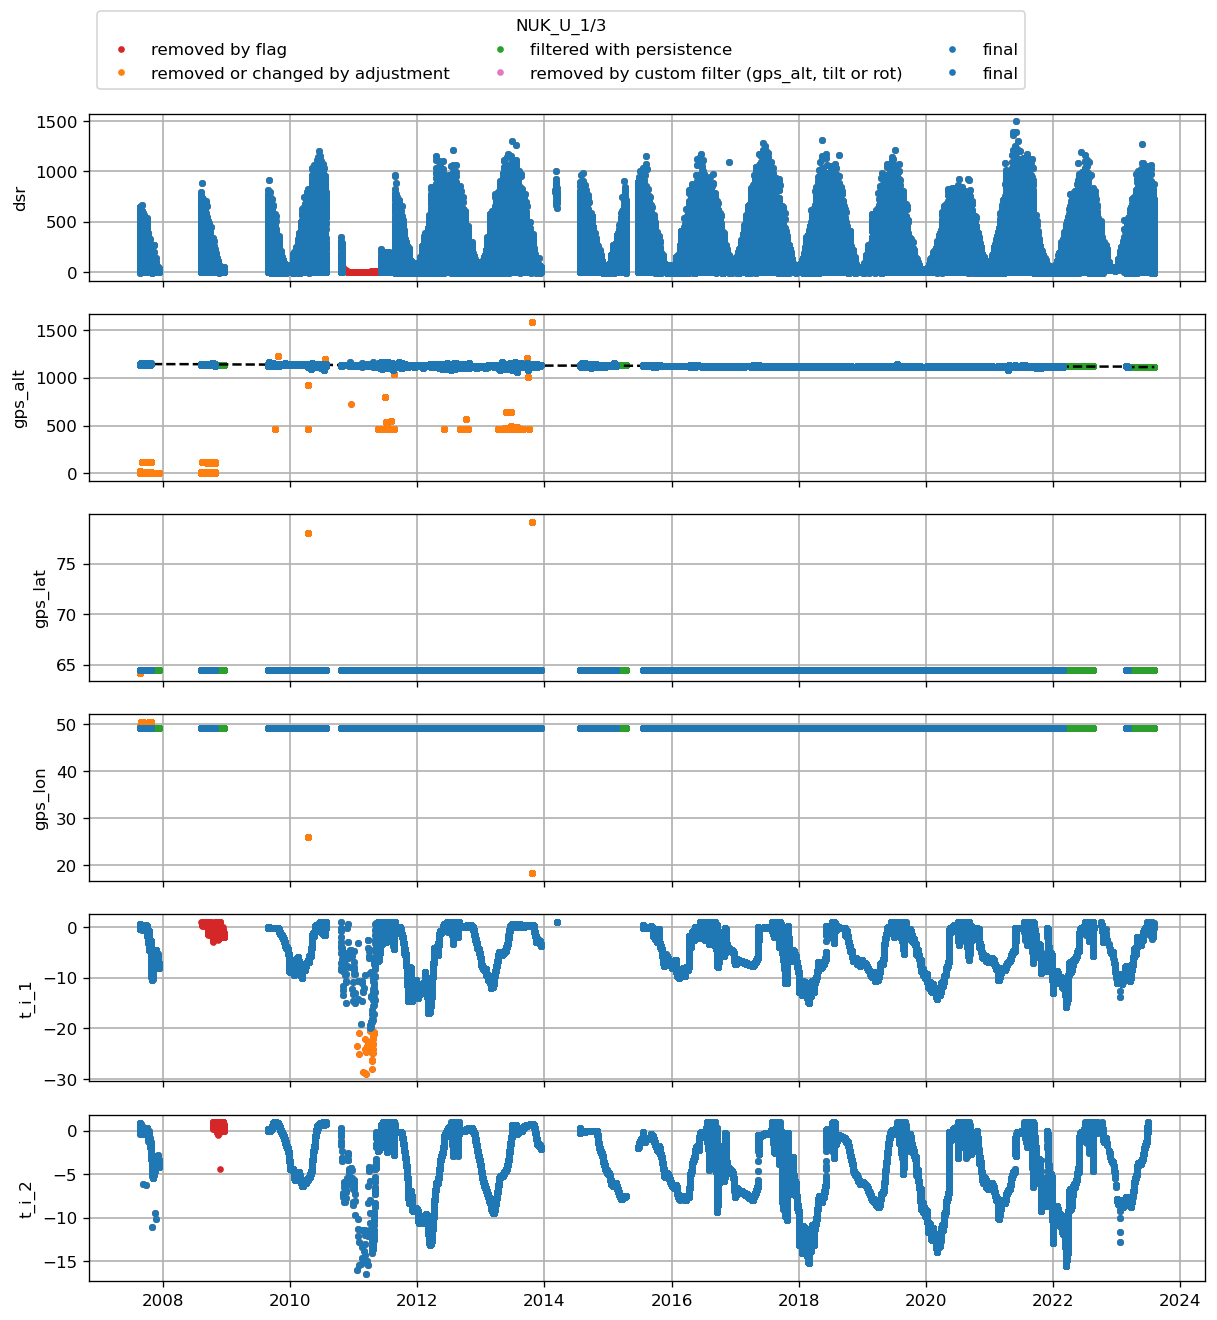 NUK_U_1/3
removed by flag filtered with persistence final
removed or changed by adjustment removed by custom filter (gps_alt, tilt or rot) final
dsr
1500
1000
500
0
gps_alt
1500
1000
500
0
gps_lat
75
70
65
gps_lon
50
40
30
20
t_i_1
0
−10
−20
−30
t_i_2
0
−5
−10
−15
2008 2010 2012 2014 2016 2018 2020 2022 2024